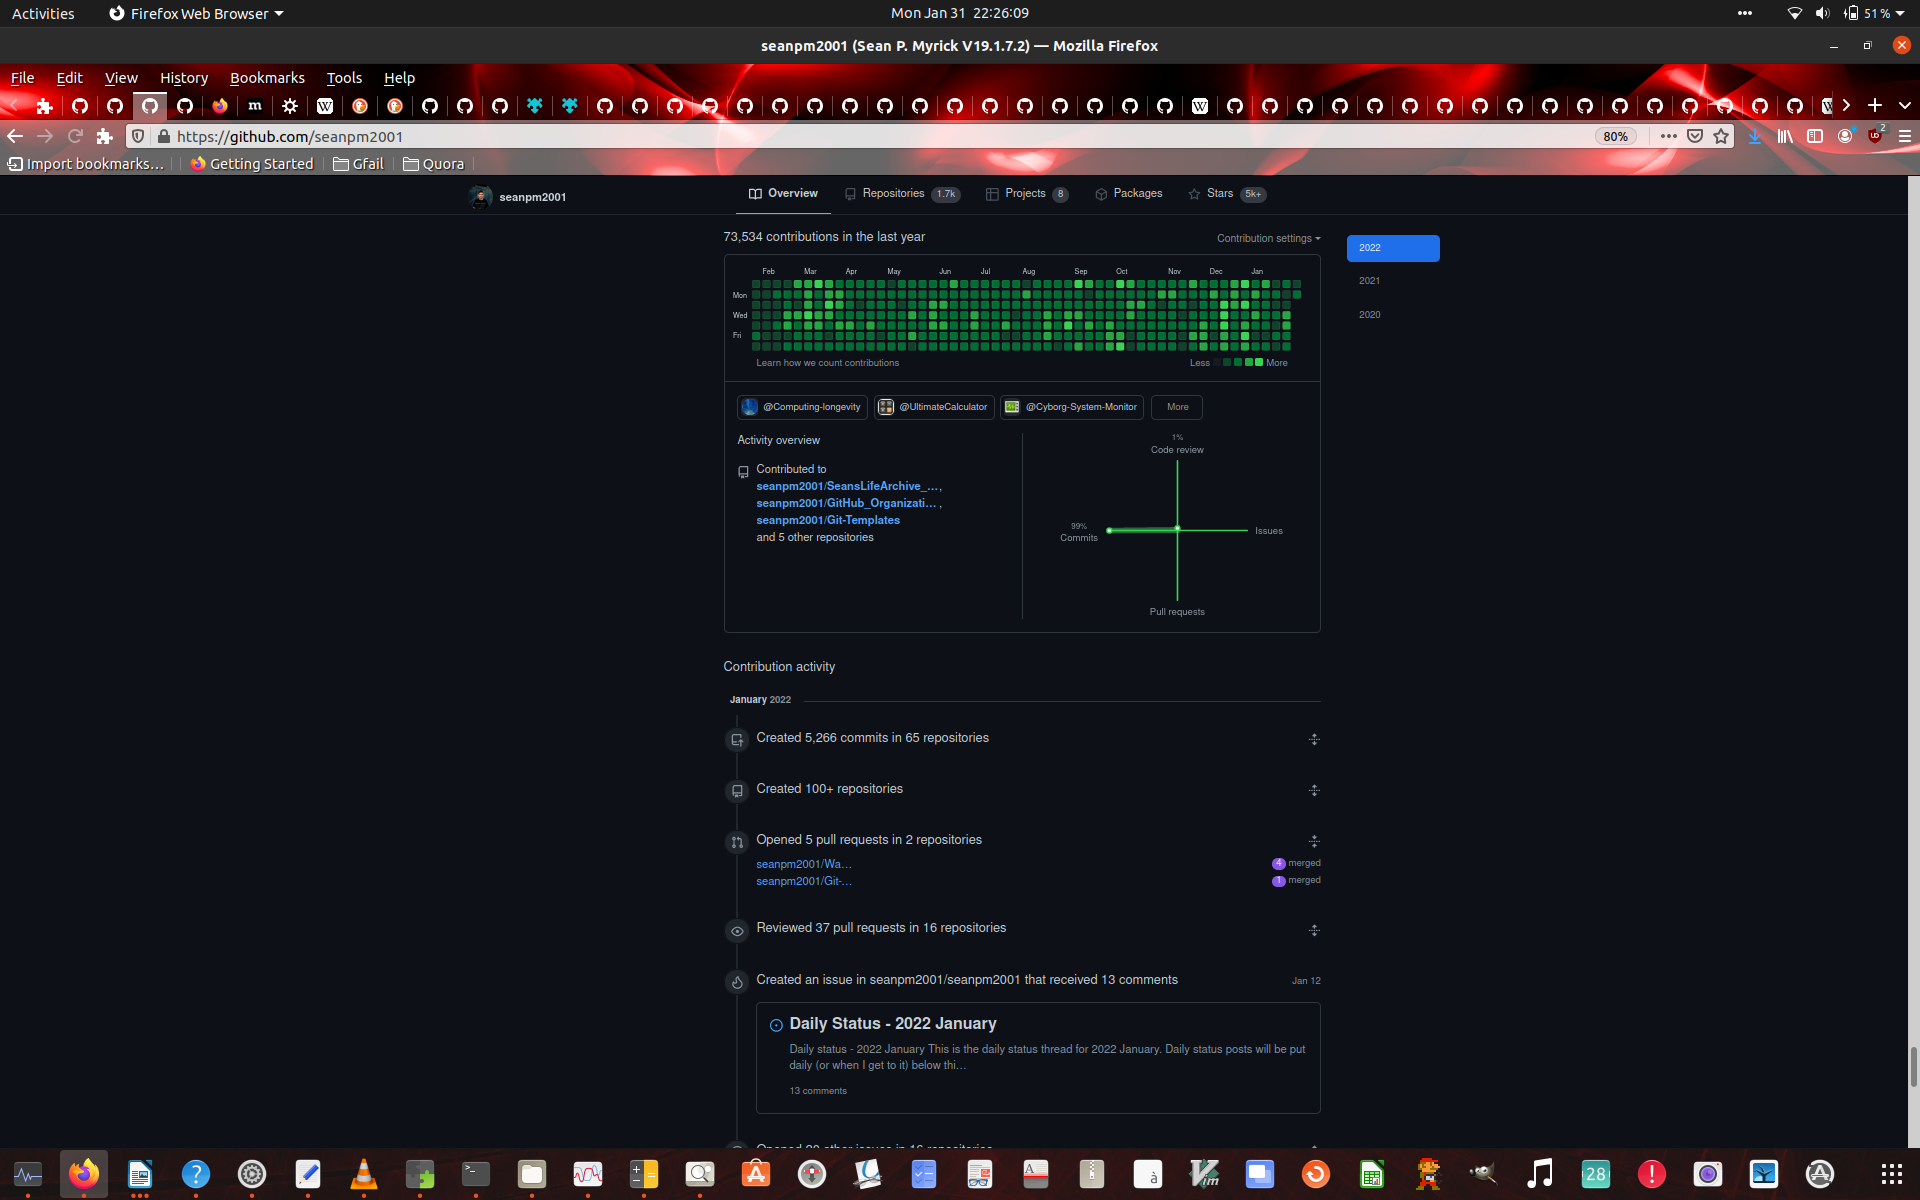 Activities
Firefox Web Browser
Mon Jan 31 22:26:09
51 %
seanpm2001 (Sean P. Myrick V19.1.7.2) — Mozilla Firefox
File Edit View History Bookmarks Tools Help
https://github.com/seanpm2001
80%
2
Import bookmarks...
Getting Started
Gfail
Quora
seanpm2001
Overview
Repositories 1.7k
Projects 8
Packages
Stars 5k+
73,534 contributions in the last year
Contribution settings
2022
2021
2020
Feb Mar Apr May Jun Jul Aug Sep Oct Nov Dec Jan
Mon
Wed
Fri
Learn how we count contributions
Less
More
@Computing-longevity
@UltimateCalculator
@Cyborg-System-Monitor
More
Activity overview
Contributed to
seanpm2001/SeansLifeArchive_...,
seanpm2001/GitHub_Organizati... ,
seanpm2001/Git-Templates
and 5 other repositories
1%
Code review
99%
Commits
Issues
Pull requests
Contribution activity
January 2022
Created 5,266 commits in 65 repositories
Created 100+ repositories
Opened 5 pull requests in 2 repositories
seanpm2001/Wa...
4 merged
seanpm2001/Git-...
1 merged
Reviewed 37 pull requests in 16 repositories
Created an issue in seanpm2001/seanpm2001 that received 13 comments
Jan 12
Daily Status - 2022 January
Daily status - 2022 January This is the daily status thread for 2022 January. Daily status posts will be put
daily (or when I get to it) below thi...
13 comments
28